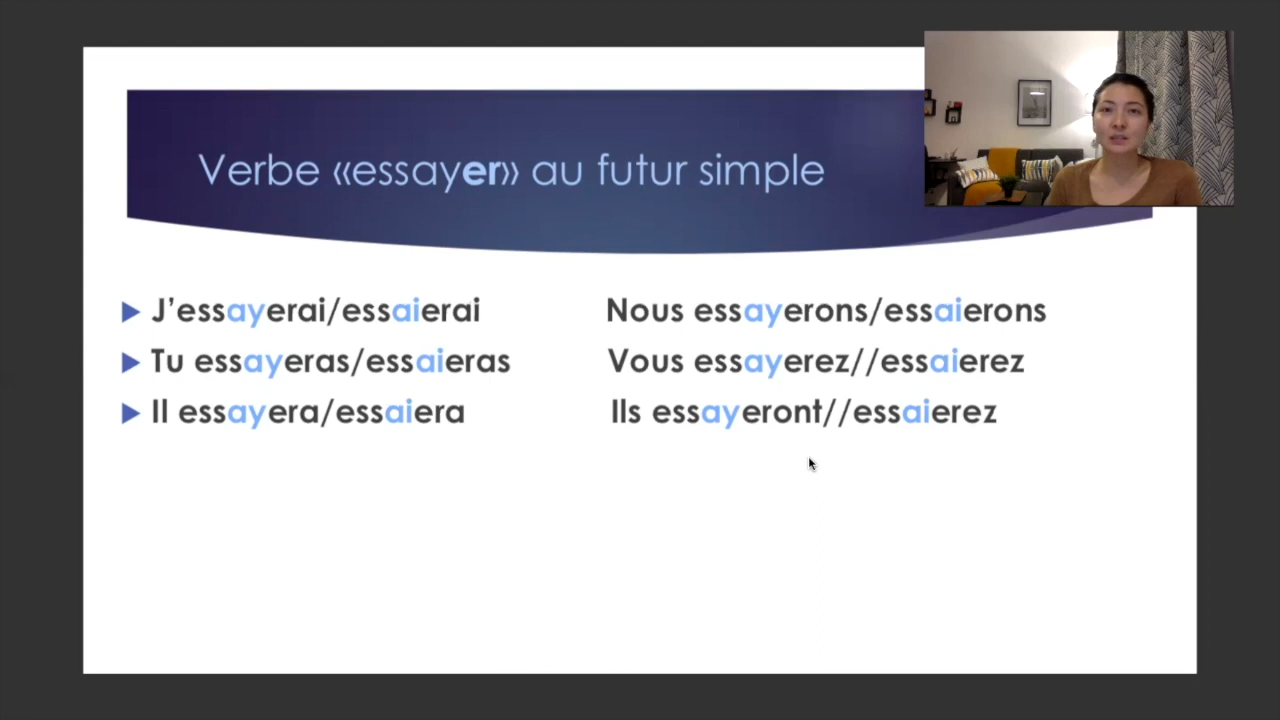 Verbe «essayer» au futur simple
J’essayerai/essaierai
Tu essayeras/essaieras
Il essayera/essaiera
Nous essayerons/essaierons
Vous essayerez//essaierez
Ils essayeront//essaierez